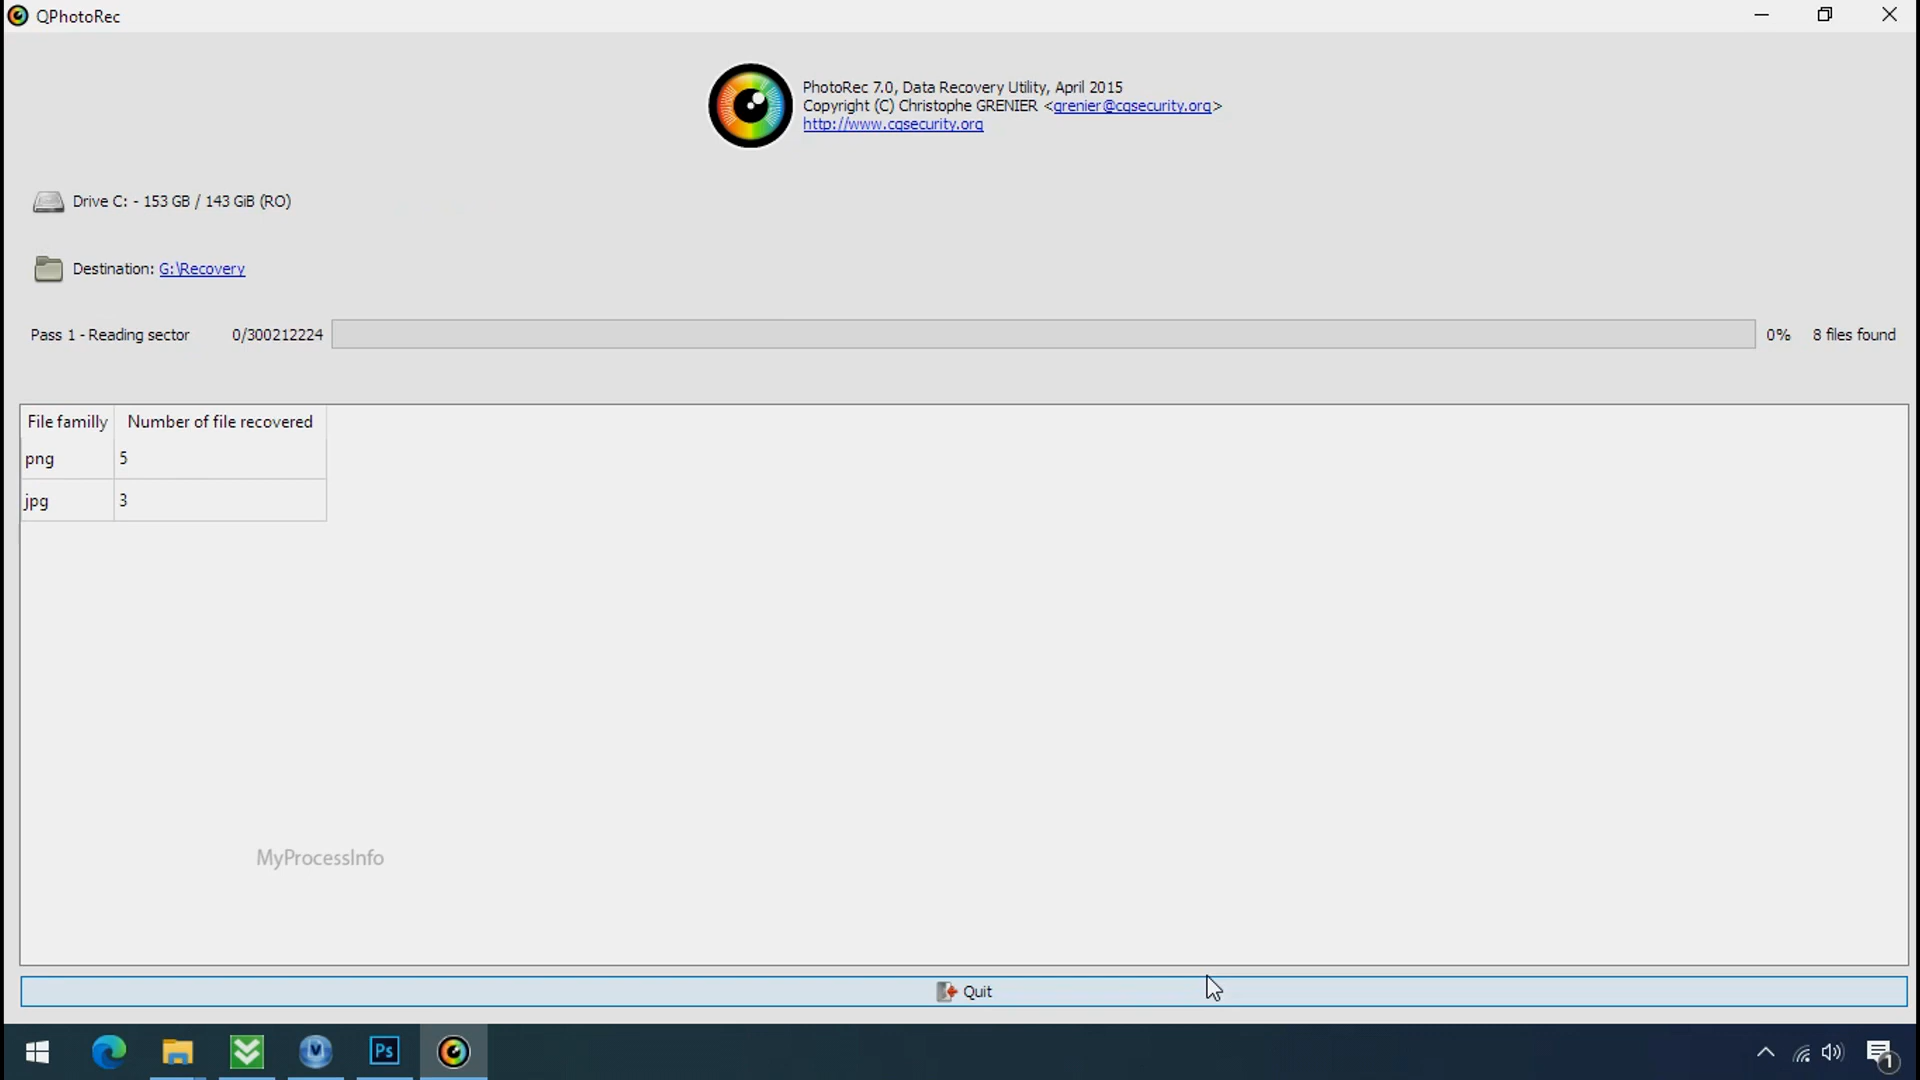 QPhotoRec
PhotoRec 7.0, Data Recovery Utility, April 2015
Copyright (C) Christophe GRENIER <grenier@cgsecurity.org>
http://www.cgsecurity.org
Drive C: - 153 GB / 143 GiB (RO)
Destination: G:\Recovery
Pass 1 - Reading sector 0/300212224 0% 8 files found
File familly Number of file recovered
png 5
jpg 3
MyProcessInfo
Quit
Ps
1